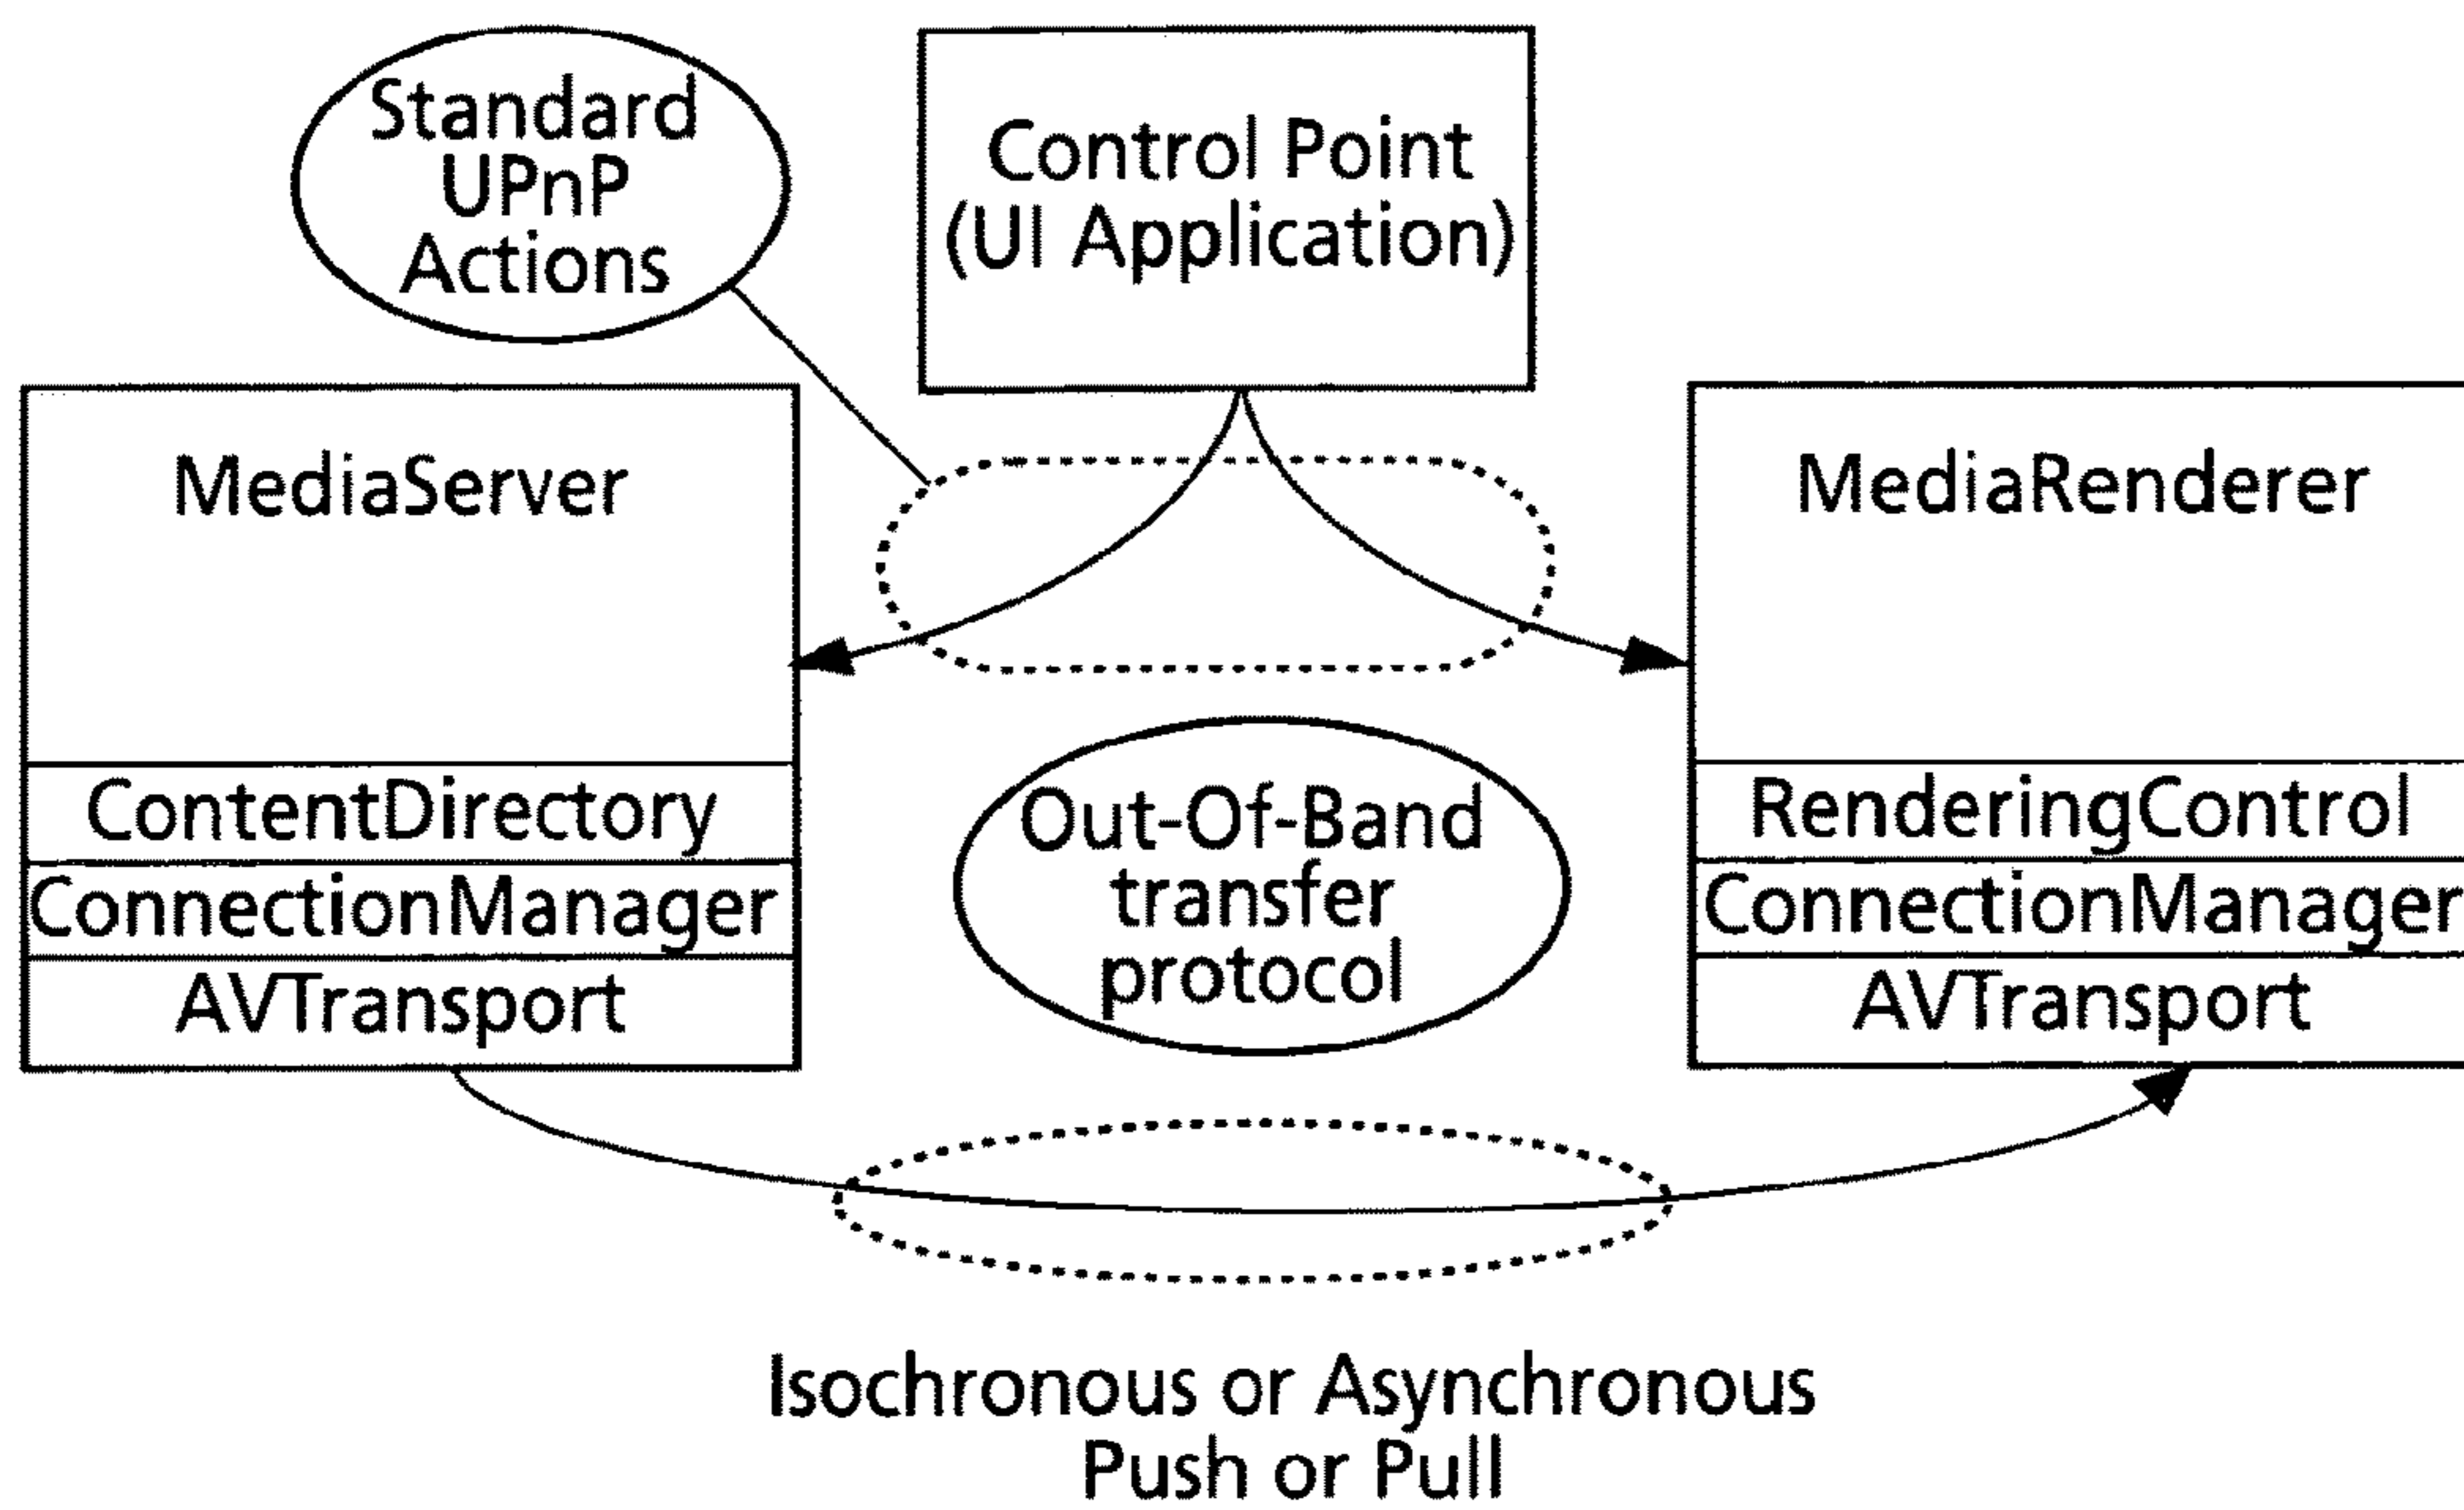 Standard
UPnP
Actions
Control Point
(UI Application)
MediaServer
ContentDirectory
ConnectionManager
AVTransport
Out-Of-Band
transfer
protocol
MediaRenderer
RenderingControl
ConnectionManager
AVTransport
Isochronous or Asynchronous
Push or Pull